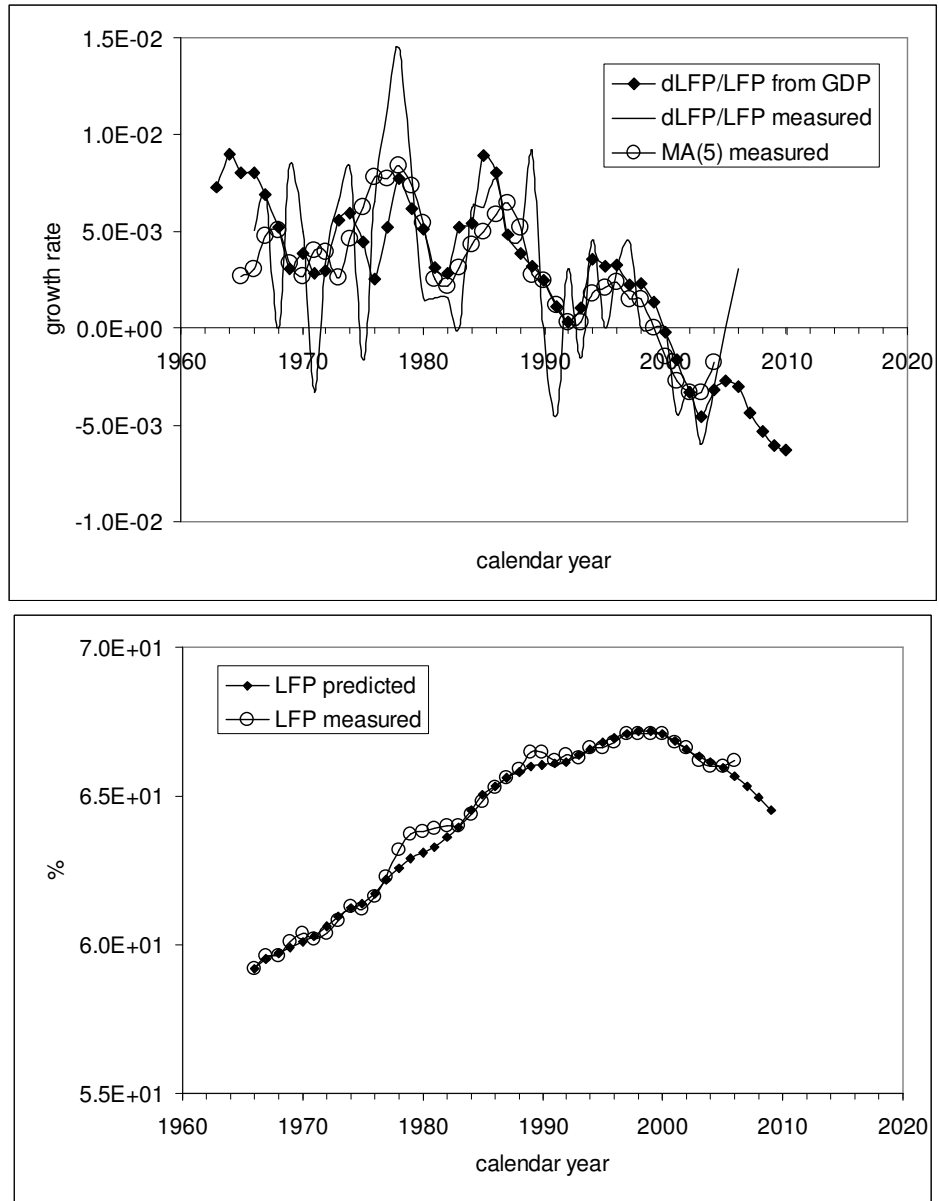 1.5E-02
1.0E-02
5.0E-03
0.0E+00
-5.0E-03
-1.0E-02
growth rate
dLFP/LFP from GDP
dLFP/LFP measured
MA(5) measured
1960 1970 1980 1990 2000 2010 2020
calendar year
7.0E+01
6.5E+01
6.0E+01
5.5E+01
%
LFP predicted
LFP measured
1960 1970 1980 1990 2000 2010 2020
calendar year